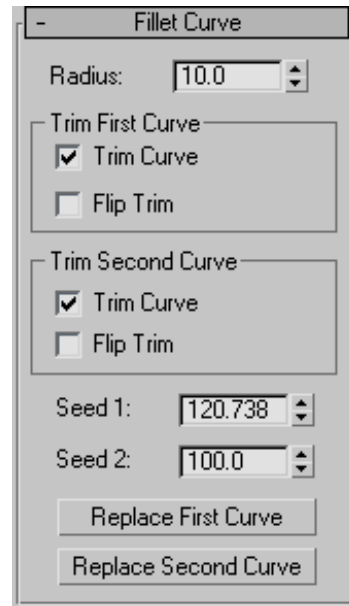 - Fillet Curve
Radius: 10.0
Trim First Curve
Trim Curve
Flip Trim
Trim Second Curve
Trim Curve
Flip Trim
Seed 1: 120.738
Seed 2: 100.0
Replace First Curve
Replace Second Curve